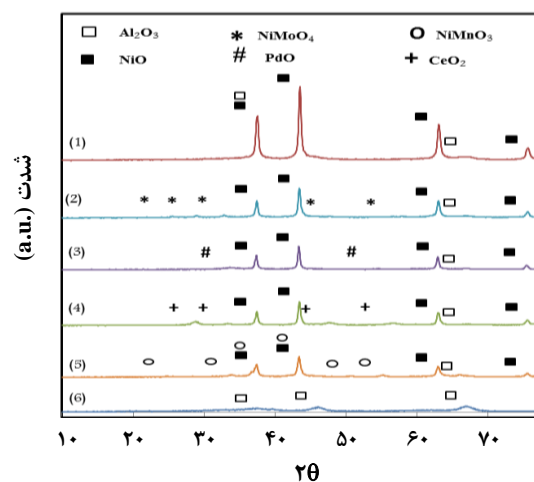 □ Al₂O₃ * NiMoO₄ O NiMnO₃
■ NiO # PdO + CeO₂
(1)
(2)
(3)
(4)
(5)
(6)
شدت (a.u.)
۱۰ ۲۰ ۳۰ ۴۰ ۵۰ ۶۰ ۷۰
۲θ